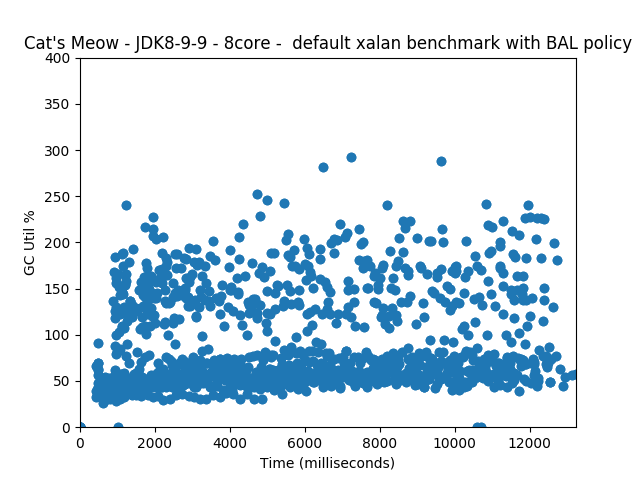 Cat's Meow - JDK8-9-9 - 8core -  default xalan benchmark with BAL policy
400
350
300
250
200
150
100
50
0
GC Util %
0 2000 4000 6000 8000 10000 12000
Time (milliseconds)